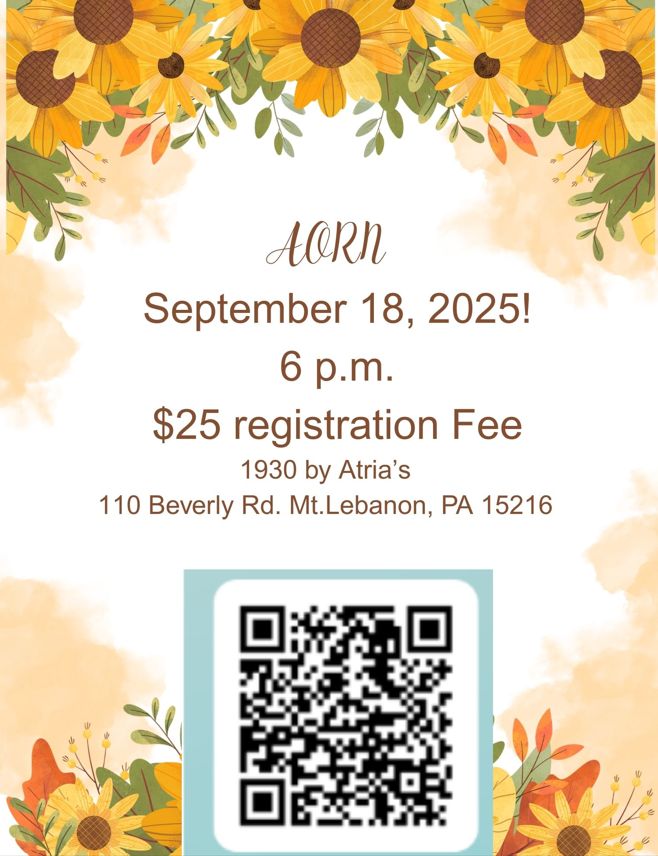 AORN
September 18, 2025!
6 p.m.
$25 registration Fee
1930 by Atria’s
110 Beverly Rd. Mt.Lebanon, PA 15216